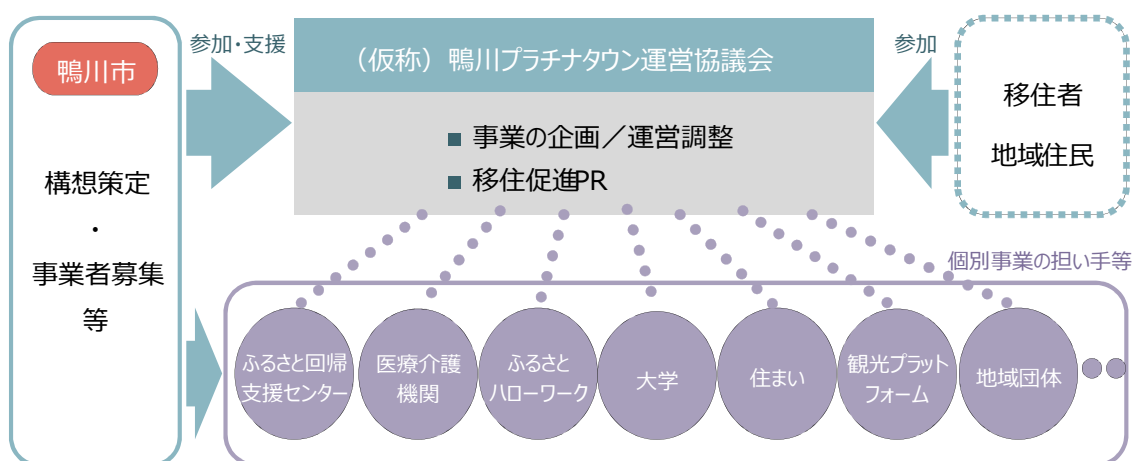 鴨川市
構想策定
・
事業者募集
等
参加・支援
（仮称）鴨川プラチナタウン運営協議会
■ 事業の企画／運営調整
■ 移住促進PR
参加
移住者
地域住民
個別事業の担い手等
ふるさと回帰
支援センター
医療介護
機関
ふるさと
ハローワーク
大学
住まい
観光プラット
フォーム
地域団体